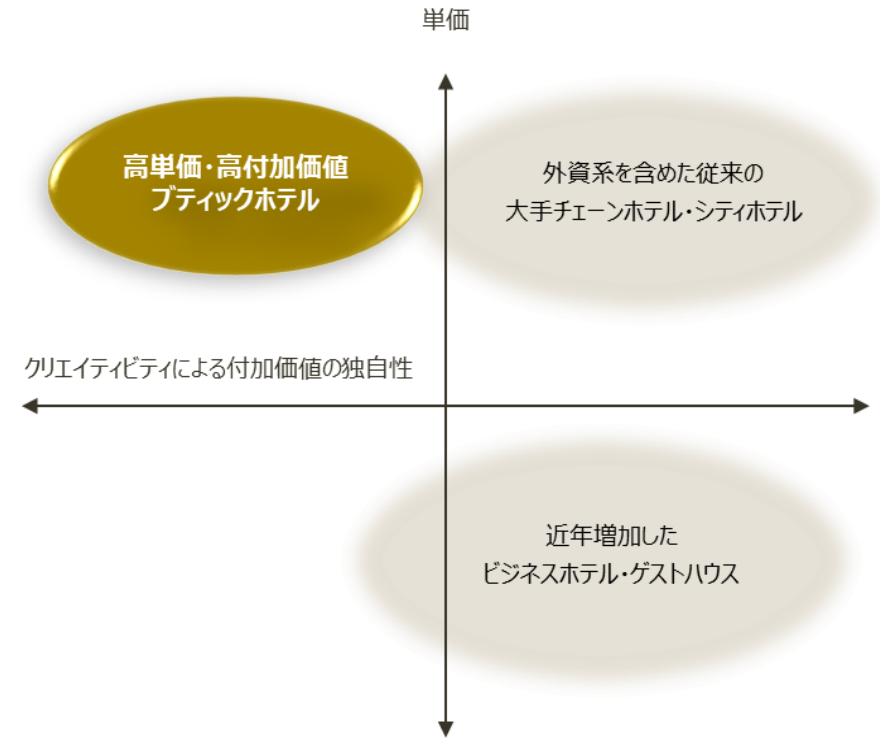 単価
高単価・高付加価値
ブティックホテル
外資系を含めた従来の
大手チェーンホテル・シティホテル
クリエイティビティによる付加価値の独自性
近年増加した
ビジネスホテル・ゲストハウス